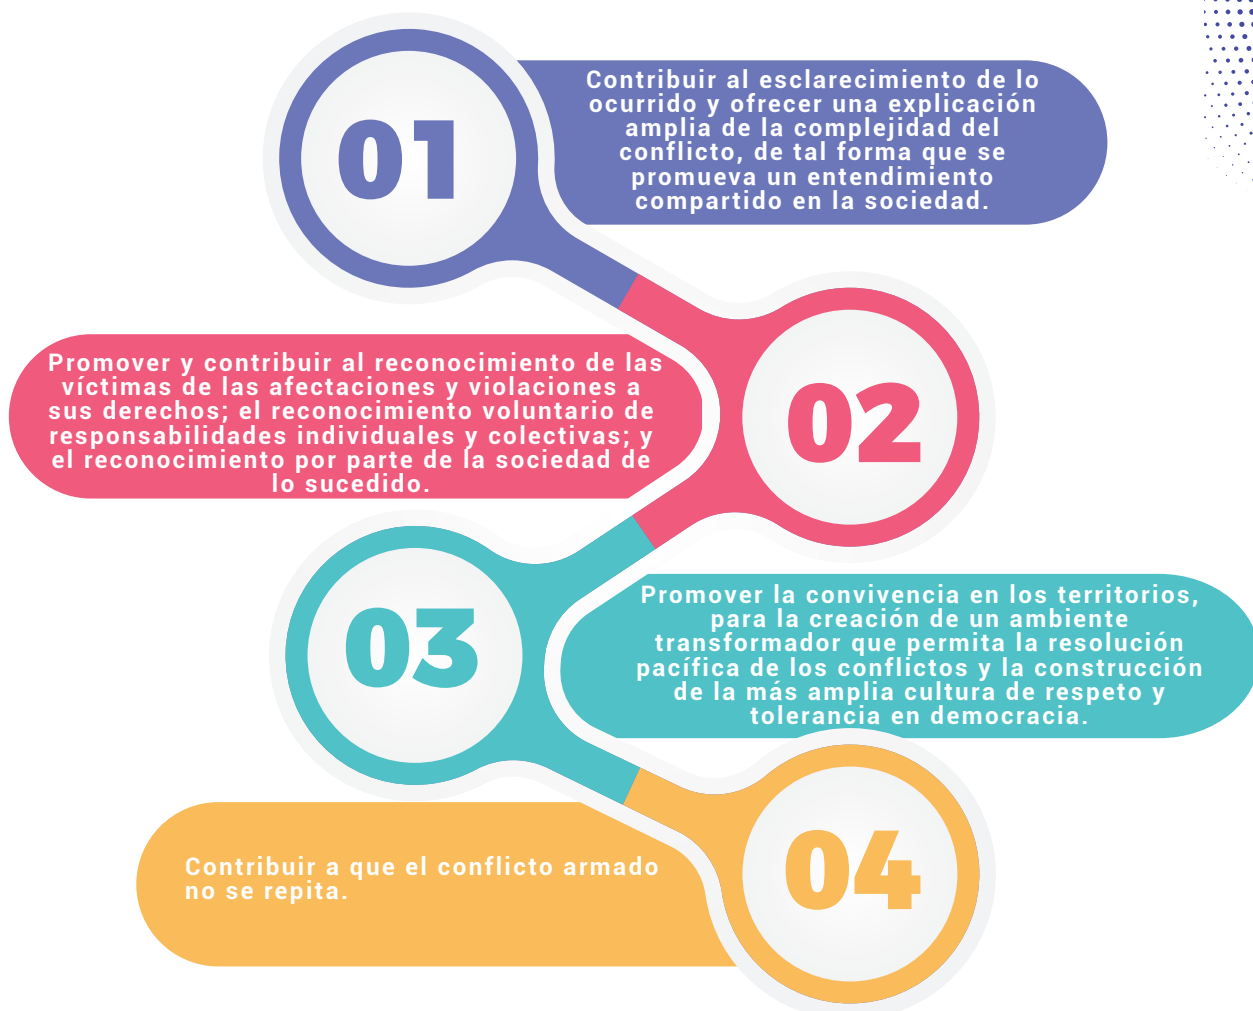 01
Contribuir al esclarecimiento de lo
ocurrido y ofrecer una explicación
amplia de la complejidad del
conflicto, de tal forma que se
promueva un entendimiento
compartido en la sociedad.
Promover y contribuir al reconocimiento de las
víctimas de las afectaciones y violaciones a
sus derechos; el reconocimiento voluntario de
responsabilidades individuales y colectivas; y
el reconocimiento por parte de la sociedad de
lo sucedido.
02
03
Promover la convivencia en los territorios,
para la creación de un ambiente
transformador que permita la resolución
pacífica de los conflictos y la construcción
de la más amplia cultura de respeto y
tolerancia en democracia.
Contribuir a que el conflicto armado
no se repita.
04